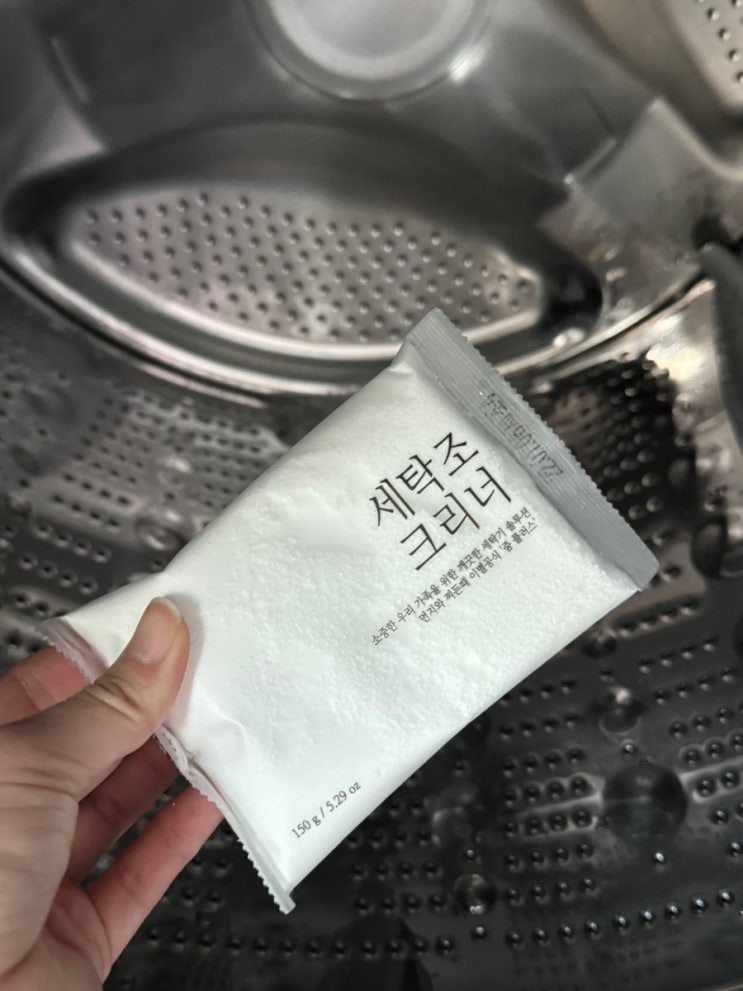 세탁조
크리너
소중한 우리 가족을 위한 깨끗한 세탁기 솔루션
먼지와 찌든때 이별공식 '줌 플러스'
150 g / 5.29 oz